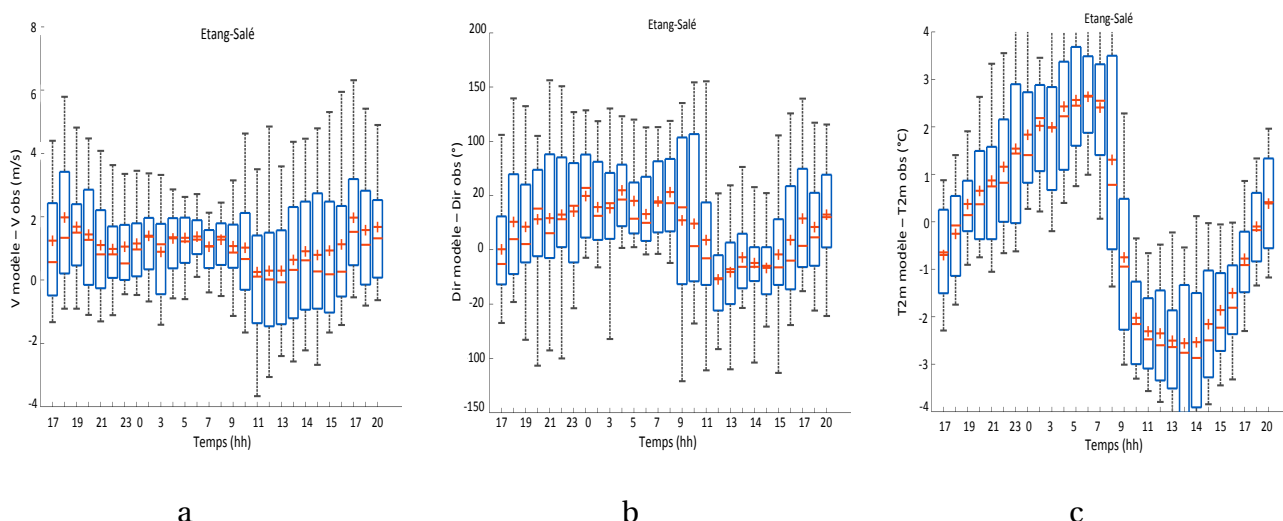 Etang-Salé
V modèle – V obs (m/s)
8
6
4
2
0
-2
-4
17 19 21 23 0 3 5 7 9 11 13 14 15 17 20
Temps (hh)
a
Etang-Salé
Dir modèle – Dir obs (°)
200
150
100
20
0
-20
100
-150
17 19 21 23 0 3 5 7 9 11 13 14 15 17 20
Temps (hh)
b
Etang-Salé
T2m modèle – T2m obs (°C)
4
3
2
1
0
-1
-2
-3
-4
17 19 21 23 0 3 5 7 9 11 13 14 15 17 20
Temps (hh)
c